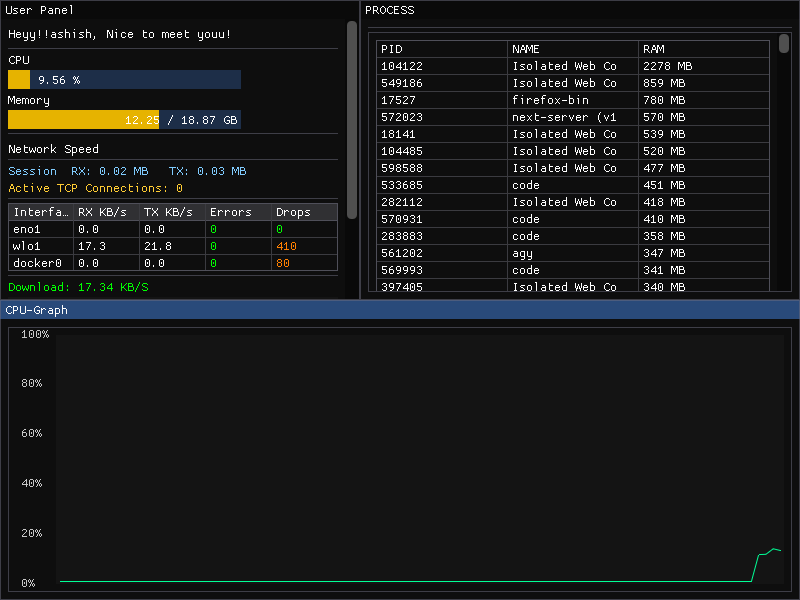 User Panel
Heyy!!ashish, Nice to meet youu!
CPU
9.56 %
Memory
12.25 / 18.87 GB
Network Speed
Session RX: 0.02 MB TX: 0.03 MB
Active TCP Connections: 0
Interfa… RX KB/s TX KB/s Errors Drops
eno1 0.0 0.0 0 0
wlo1 17.3 21.8 0 410
docker0 0.0 0.0 0 80
Download: 17.34 KB/S
PROCESS
PID NAME RAM
104122 Isolated Web Co 2278 MB
549186 Isolated Web Co 859 MB
17527 firefox-bin 780 MB
572023 next-server (v1 570 MB
18141 Isolated Web Co 539 MB
104485 Isolated Web Co 520 MB
598588 Isolated Web Co 477 MB
533685 code 451 MB
282112 Isolated Web Co 418 MB
570931 code 410 MB
283883 code 358 MB
561202 agy 347 MB
569993 code 341 MB
397405 Isolated Web Co 340 MB
CPU-Graph
100%
80%
60%
40%
20%
0%